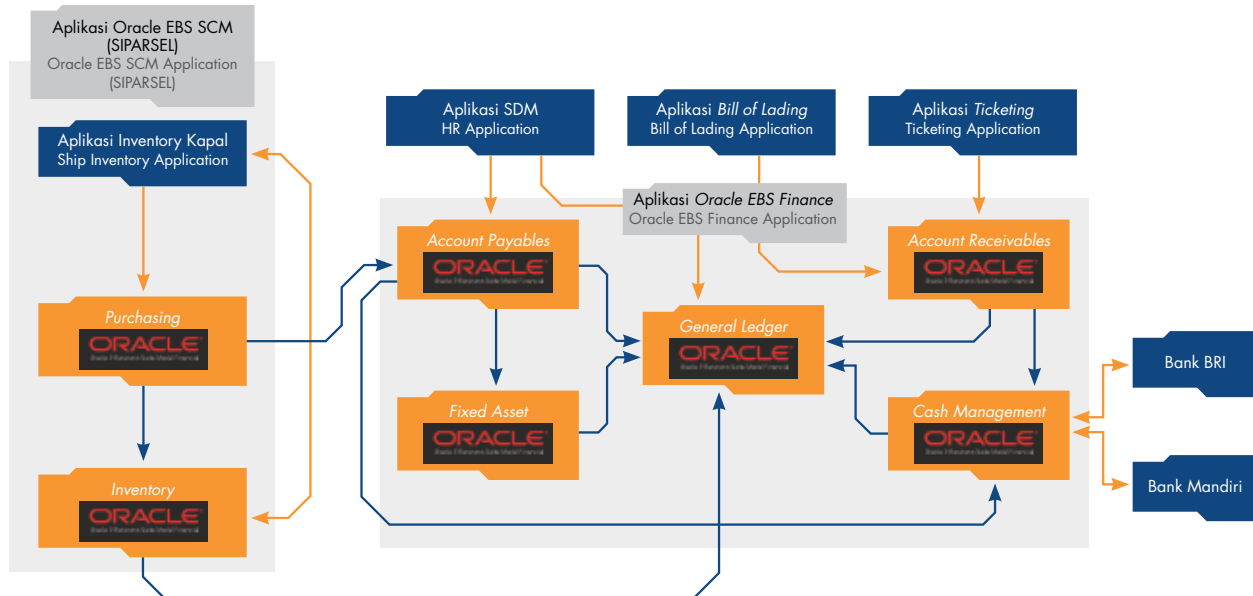 Aplikasi Oracle EBS SCM
(SIPARSEL)
Oracle EBS SCM Application
(SIPARSEL)
Aplikasi Inventory Kapal
Ship Inventory Application
Purchasing
ORACLE
Inventory
ORACLE
Aplikasi SDM
HR Application
Aplikasi Bill of Lading
Bill of Lading Application
Aplikasi Ticketing
Ticketing Application
Aplikasi Oracle EBS Finance
Oracle EBS Finance Application
Account Payables
ORACLE
Account Receivables
ORACLE
General Ledger
ORACLE
Fixed Asset
ORACLE
Cash Management
ORACLE
Bank BRI
Bank Mandiri